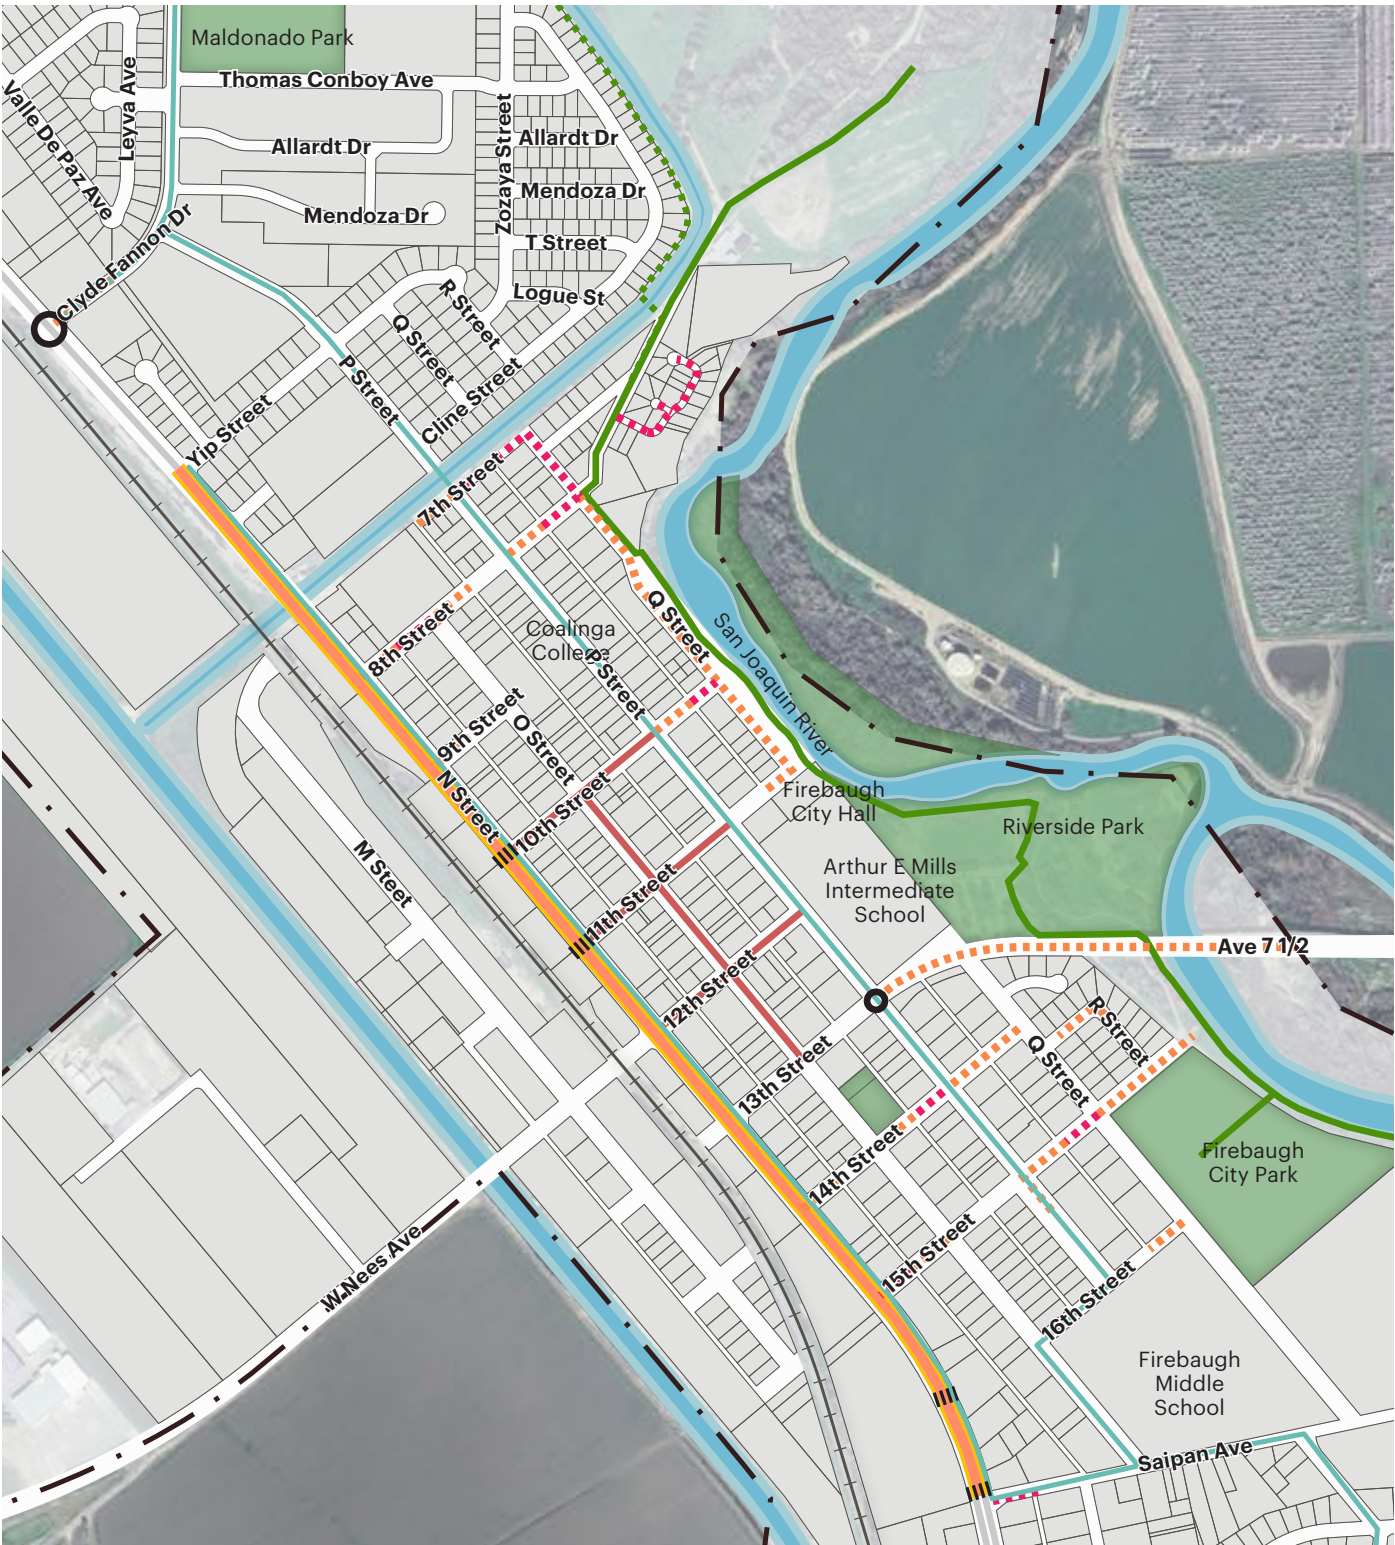 Maldonado Park
Thomas Conboy Ave
Leyva Ave
Valle De Paz Ave
Allardt Dr
Zozaya Street
Allardt Dr
Mendoza Dr
Mendoza Dr
T Street
Clyde Fannon Dr
Logue St
R Street
Q Street
P Street
Cline Street
Yip Street
7th Street
Q Street
8th Street
Coalinga
College
P Street
San Joaquin River
9th Street
O Street
N Street
10th Street
Firebaugh
City Hall
Riverside Park
M Steet
Arthur E Mills
Intermediate
School
11th Street
Ave 7 1/2
12th Street
R Street
Q Street
13th Street
14th Street
Firebaugh
City Park
15th Street
W Nees Ave
16th Street
Firebaugh
Middle
School
Saipan Ave